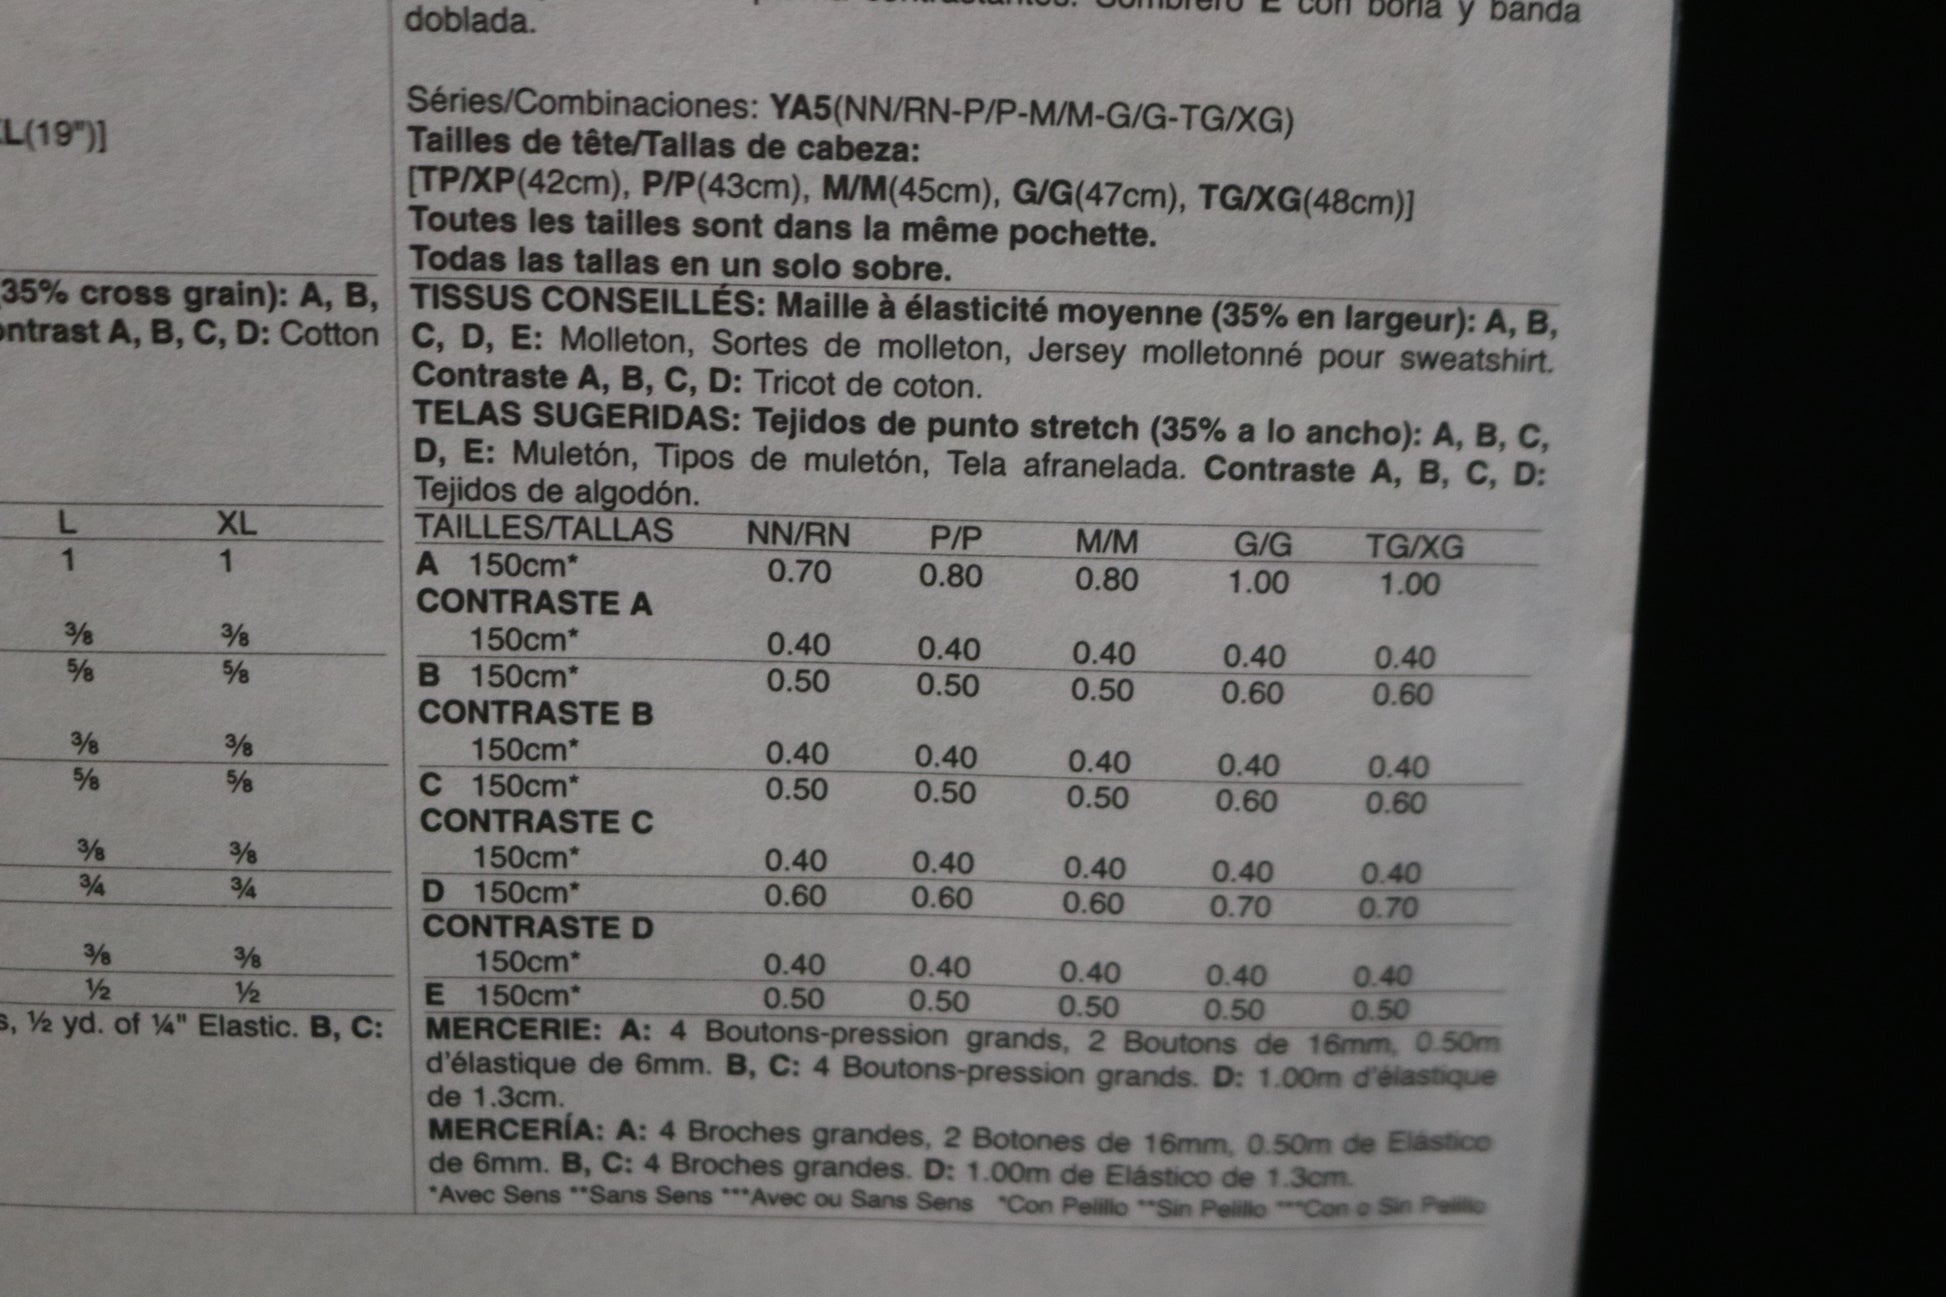 L(19")]
35% cross grain): A, B,
ontrast A, B, C, D: Cotton
L XL
1 1
⅜ ⅜
⅝ ⅝
⅜ ⅜
⅝ ⅝
⅜ ⅜
¾ ¾
⅜ ⅜
½ ½
s, ½ yd. of ¼" Elastic. B, C:
E con borla y banda
doblada.
Séries/Combinaciones: YA5(NN/RN-P/P-M/M-G/G-TG/XG)
Tailles de tête/Tallas de cabeza:
[TP/XP(42cm), P/P(43cm), M/M(45cm), G/G(47cm), TG/XG(48cm)]
Toutes les tailles sont dans la même pochette.
Todas las tallas en un solo sobre.
TISSUS CONSEILLÉS: Maille à élasticité moyenne (35% en largeur): A, B,
C, D, E: Molleton, Sortes de molleton, Jersey molletonné pour sweatshirt.
Contraste A, B, C, D: Tricot de coton.
TELAS SUGERIDAS: Tejidos de punto stretch (35% a lo ancho): A, B, C,
D, E: Muletón, Tipos de muletón, Tela afranelada. Contraste A, B, C, D:
Tejidos de algodón.
TAILLES/TALLAS NN/RN P/P M/M G/G TG/XG
A 150cm* 0.70 0.80 0.80 1.00 1.00
CONTRASTE A
150cm* 0.40 0.40 0.40 0.40 0.40
B 150cm* 0.50 0.50 0.50 0.60 0.60
CONTRASTE B
150cm* 0.40 0.40 0.40 0.40 0.40
C 150cm* 0.50 0.50 0.50 0.60 0.60
CONTRASTE C
150cm* 0.40 0.40 0.40 0.40 0.40
D 150cm* 0.60 0.60 0.60 0.70 0.70
CONTRASTE D
150cm* 0.40 0.40 0.40 0.40 0.40
E 150cm* 0.50 0.50 0.50 0.50 0.50
MERCERIE: A: 4 Boutons-pression grands, 2 Boutons de 16mm, 0.50m
d'élastique de 6mm. B, C: 4 Boutons-pression grands. D: 1.00m d'élastique
de 1.3cm.
MERCERÍA: A: 4 Broches grandes, 2 Botones de 16mm, 0.50m de Elástico
de 6mm. B, C: 4 Broches grandes. D: 1.00m de Elástico de 1.3cm.
*Avec Sens **Sans Sens ***Avec ou Sans Sens *Con Pelillo **Sin Pelillo ***Con o Sin Pelillo